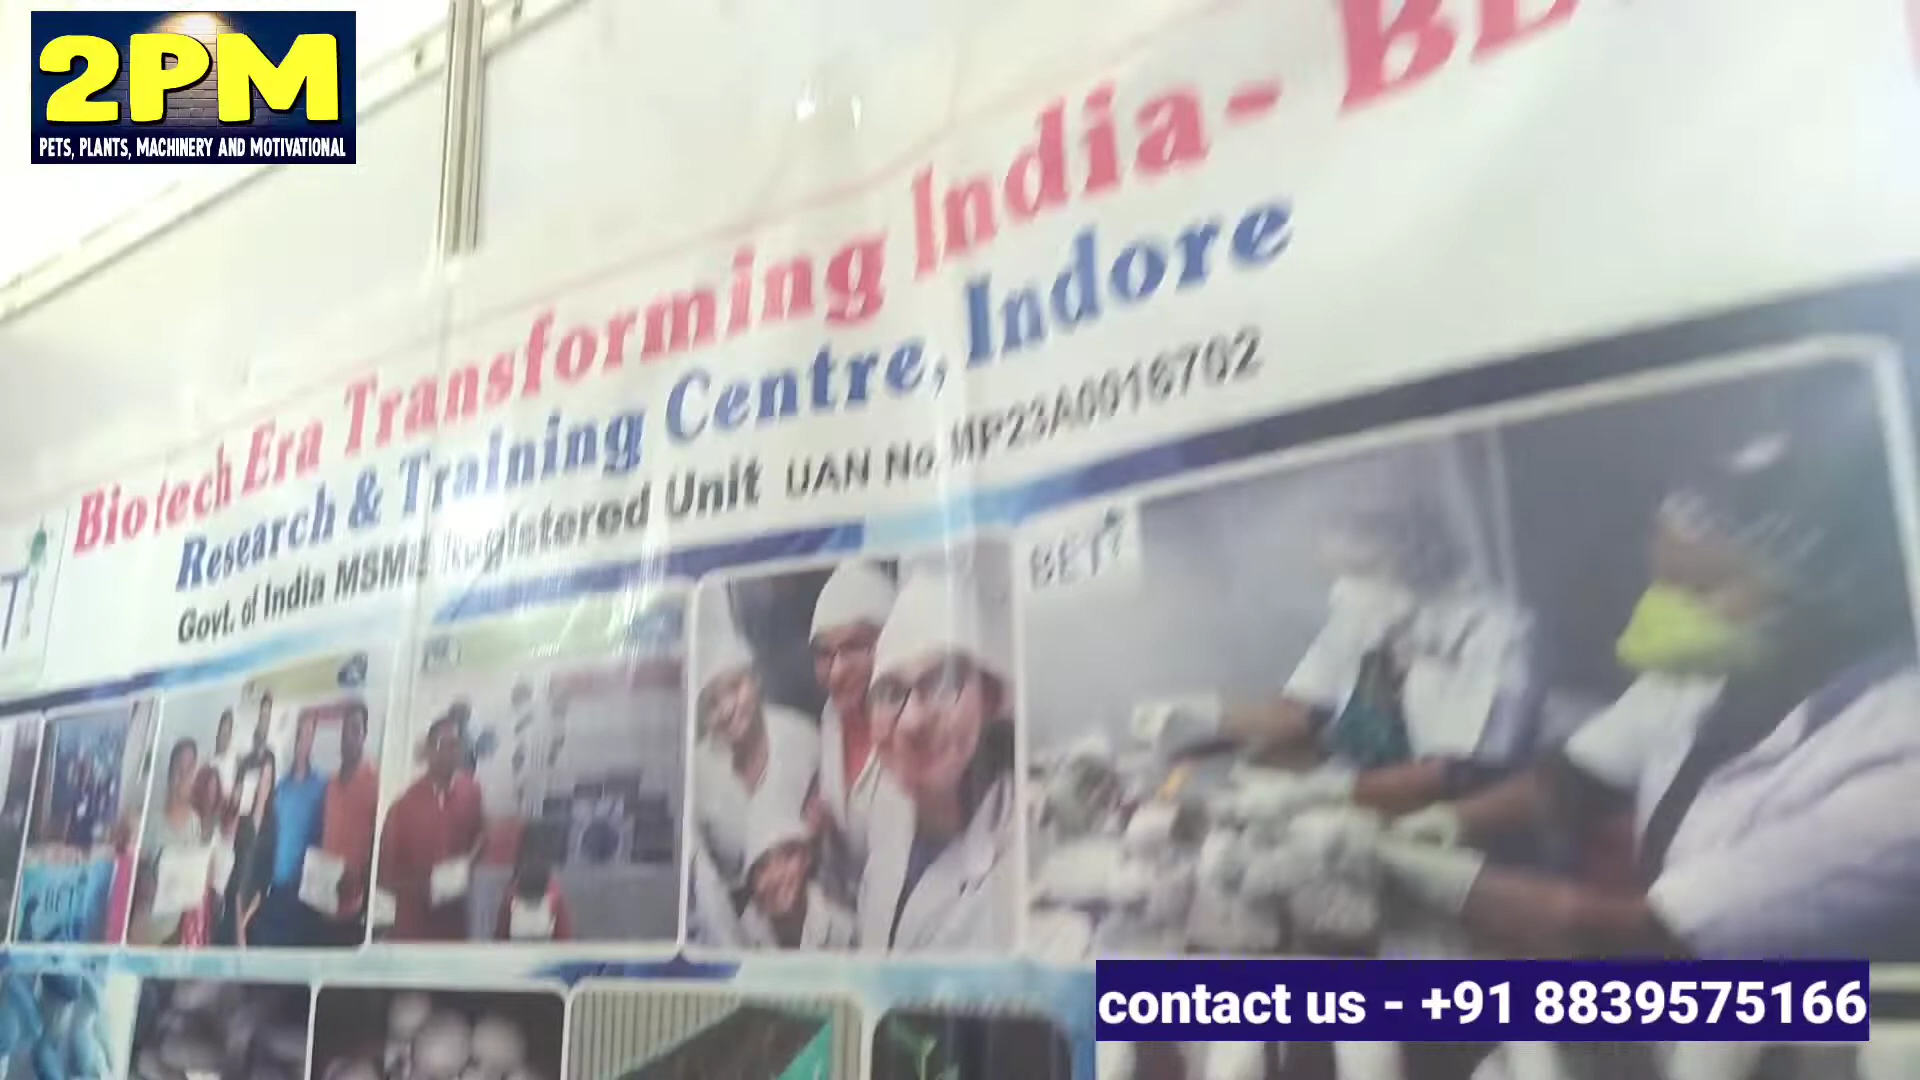 2PM
PETS, PLANTS, MACHINERY AND MOTIVATIONAL
Biotech Era Transforming India-
Research & Training Centre, Indore
Govt. of India MSME Registered Unit UAN No. MP23A0016702
BETi
BET
contact us - +91 8839575166